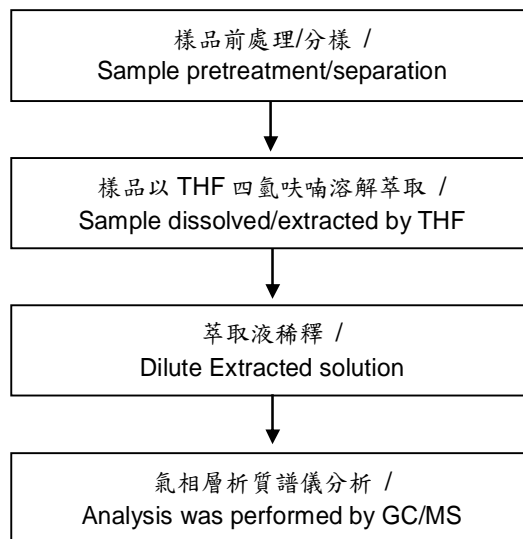 樣品前處理/分樣 /
Sample pretreatment/separation
樣品以 THF 四氫呋喃溶解萃取 /
Sample dissolved/extracted by THF
萃取液稀釋 /
Dilute Extracted solution
氣相層析質譜儀分析 /
Analysis was performed by GC/MS